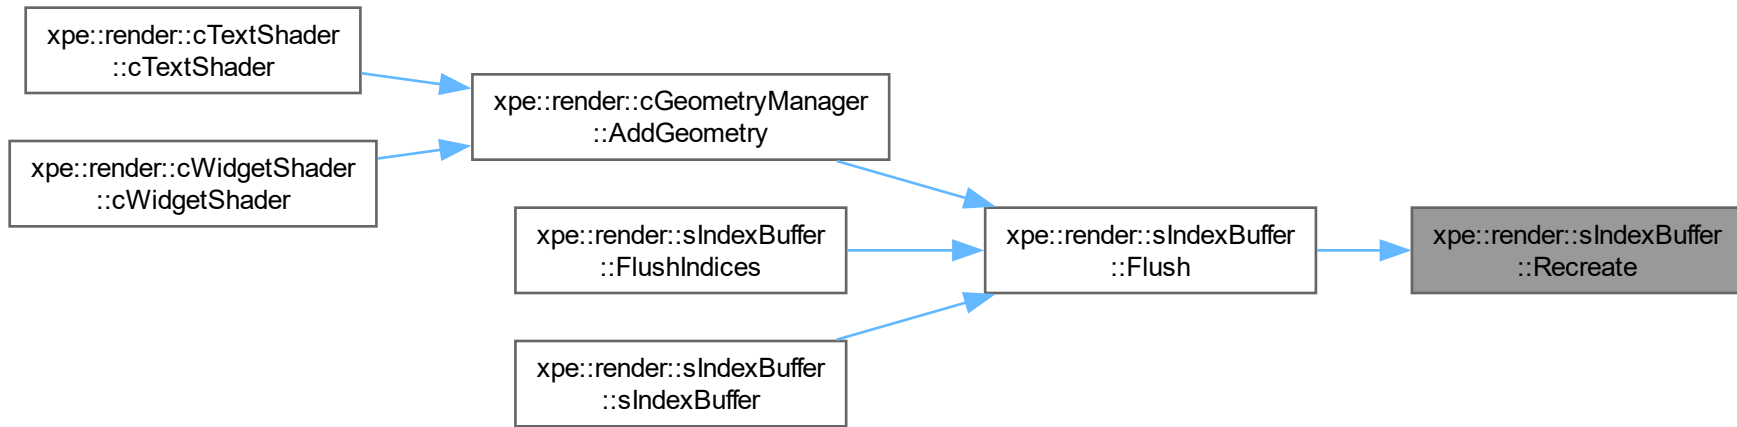 xpe::render::cTextShader
::cTextShader
xpe::render::cWidgetShader
::cWidgetShader
xpe::render::cGeometryManager
::AddGeometry
xpe::render::sIndexBuffer
::FlushIndices
xpe::render::sIndexBuffer
::sIndexBuffer
xpe::render::sIndexBuffer
::Flush
xpe::render::sIndexBuffer
::Recreate